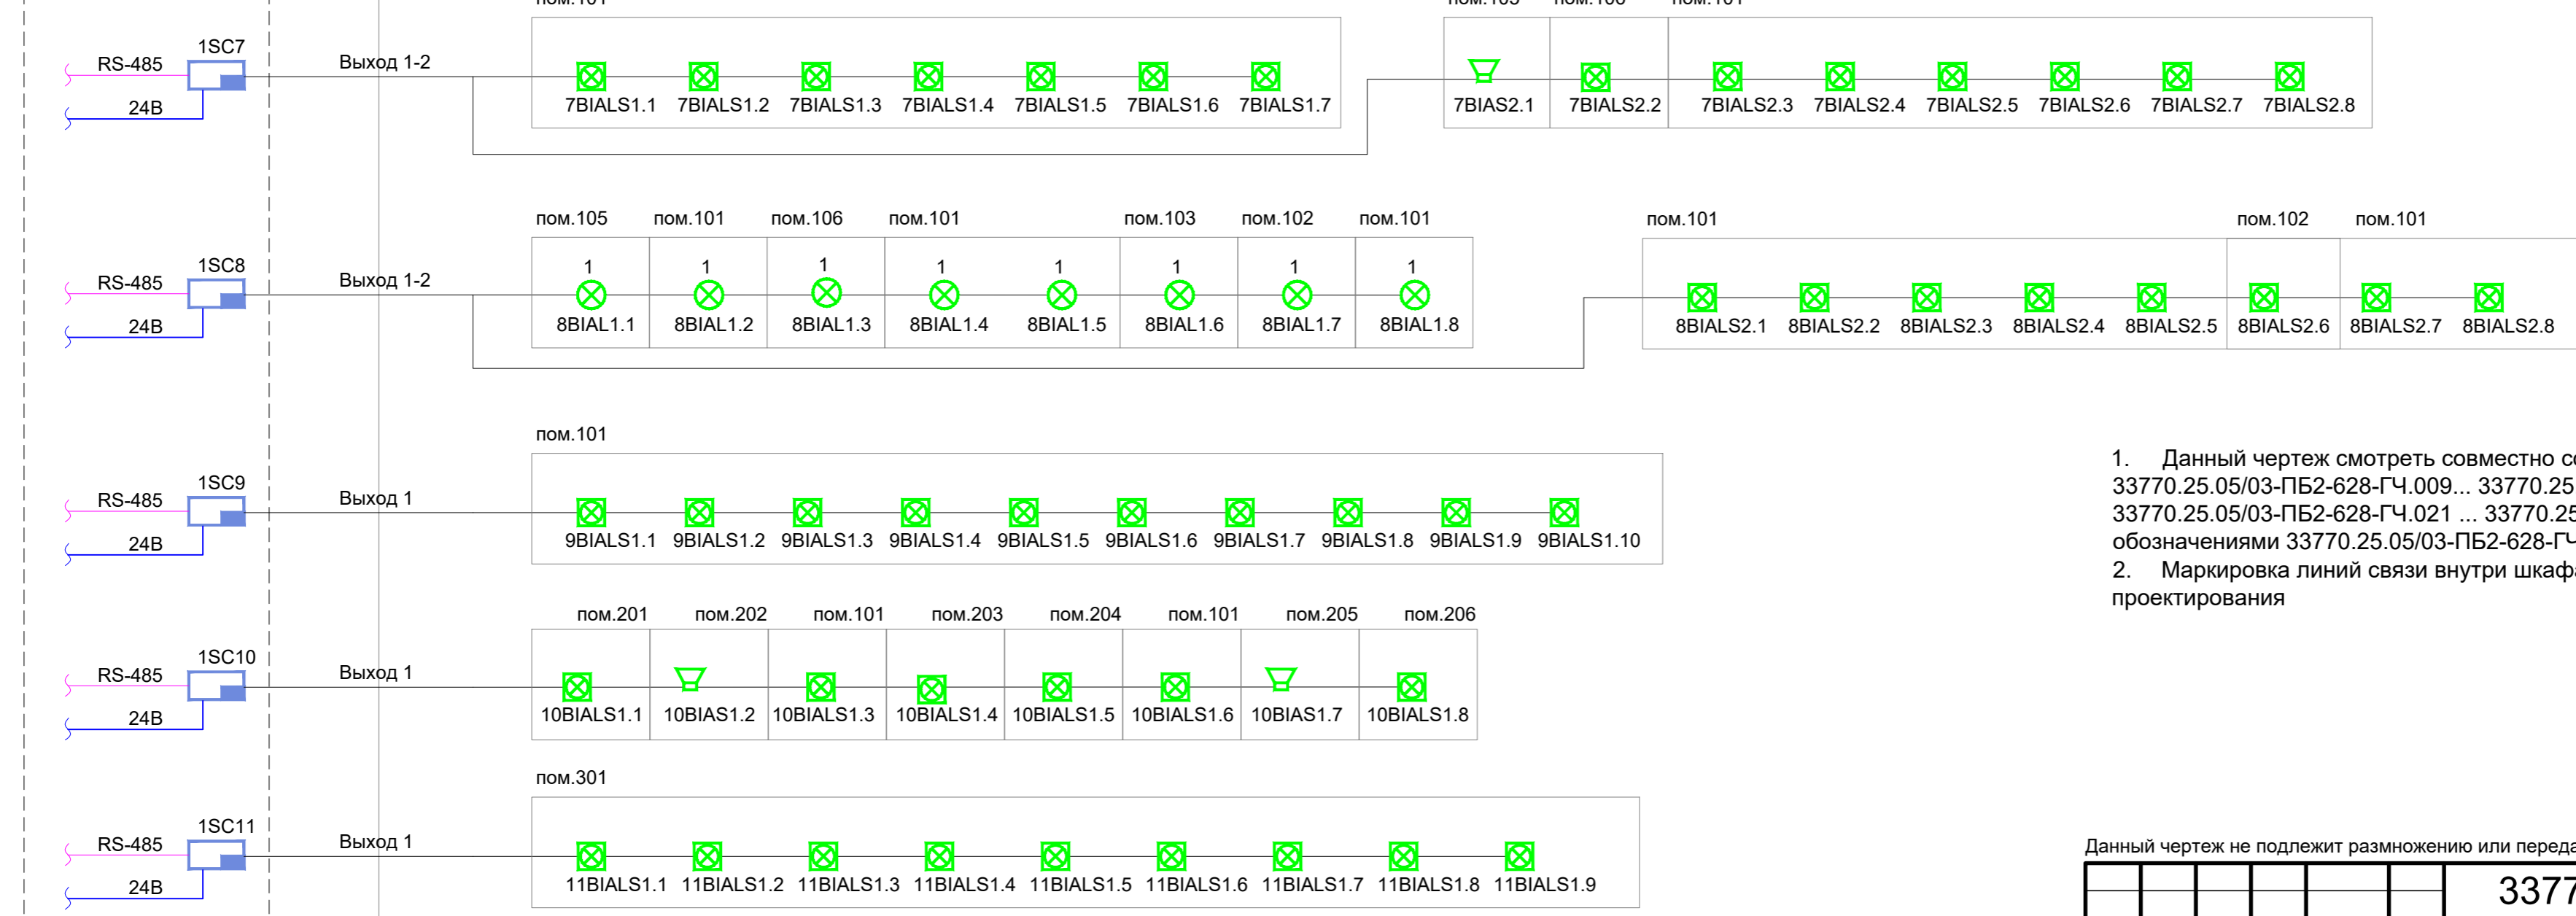 пом.101
пом.105 пом.106 пом.101
1SC7
RS-485
24В
Выход 1-2
7BIALS1.1 7BIALS1.2 7BIALS1.3 7BIALS1.4 7BIALS1.5 7BIALS1.6 7BIALS1.7
7BIAS2.1 7BIALS2.2 7BIALS2.3 7BIALS2.4 7BIALS2.5 7BIALS2.6 7BIALS2.7 7BIALS2.8
пом.105 пом.101 пом.106 пом.101 пом.103 пом.102 пом.101
пом.101 пом.102 пом.101
1SC8
RS-485
24В
Выход 1-2
1 1 1 1 1 1 1 1
8BIAL1.1 8BIAL1.2 8BIAL1.3 8BIAL1.4 8BIAL1.5 8BIAL1.6 8BIAL1.7 8BIAL1.8
8BIALS2.1 8BIALS2.2 8BIALS2.3 8BIALS2.4 8BIALS2.5 8BIALS2.6 8BIALS2.7 8BIALS2.8
пом.101
1SC9
RS-485
24В
Выход 1
9BIALS1.1 9BIALS1.2 9BIALS1.3 9BIALS1.4 9BIALS1.5 9BIALS1.6 9BIALS1.7 9BIALS1.8 9BIALS1.9 9BIALS1.10
1. Данный чертеж смотреть совместно
33770.25.05/03-ПБ2-628-ГЧ.009... 33770.25
33770.25.05/03-ПБ2-628-ГЧ.021 ... 33770.25
обозначениями 33770.25.05/03-ПБ2-628-ГЧ
2. Маркировка линий связи внутри шкафа
проектирования
пом.201 пом.202 пом.101 пом.203 пом.204 пом.101 пом.205 пом.206
1SC10
RS-485
24В
Выход 1
10BIALS1.1 10BIAS1.2 10BIALS1.3 10BIALS1.4 10BIALS1.5 10BIALS1.6 10BIAS1.7 10BIALS1.8
пом.301
1SC11
RS-485
24В
Выход 1
11BIALS1.1 11BIALS1.2 11BIALS1.3 11BIALS1.4 11BIALS1.5 11BIALS1.6 11BIALS1.7 11BIALS1.8 11BIALS1.9
Данный чертеж не подлежит размножению или переда
3377